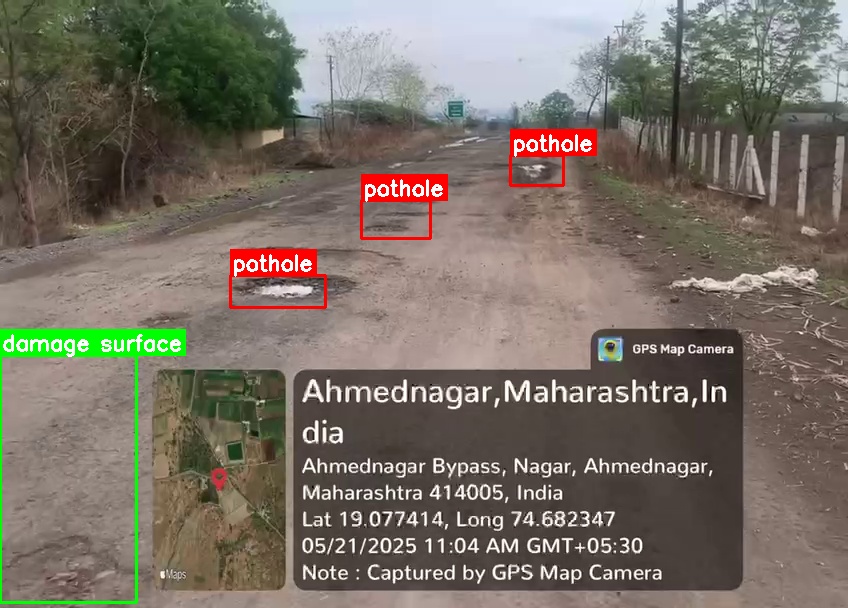 pothole
pothole
pothole
damage surface
GPS Map Camera
Ahmednagar,Maharashtra,In
dia
Ahmednagar Bypass, Nagar, Ahmednagar,
Maharashtra 414005, India
Lat 19.077414, Long 74.682347
05/21/2025 11:04 AM GMT+05:30
Note : Captured by GPS Map Camera
Maps